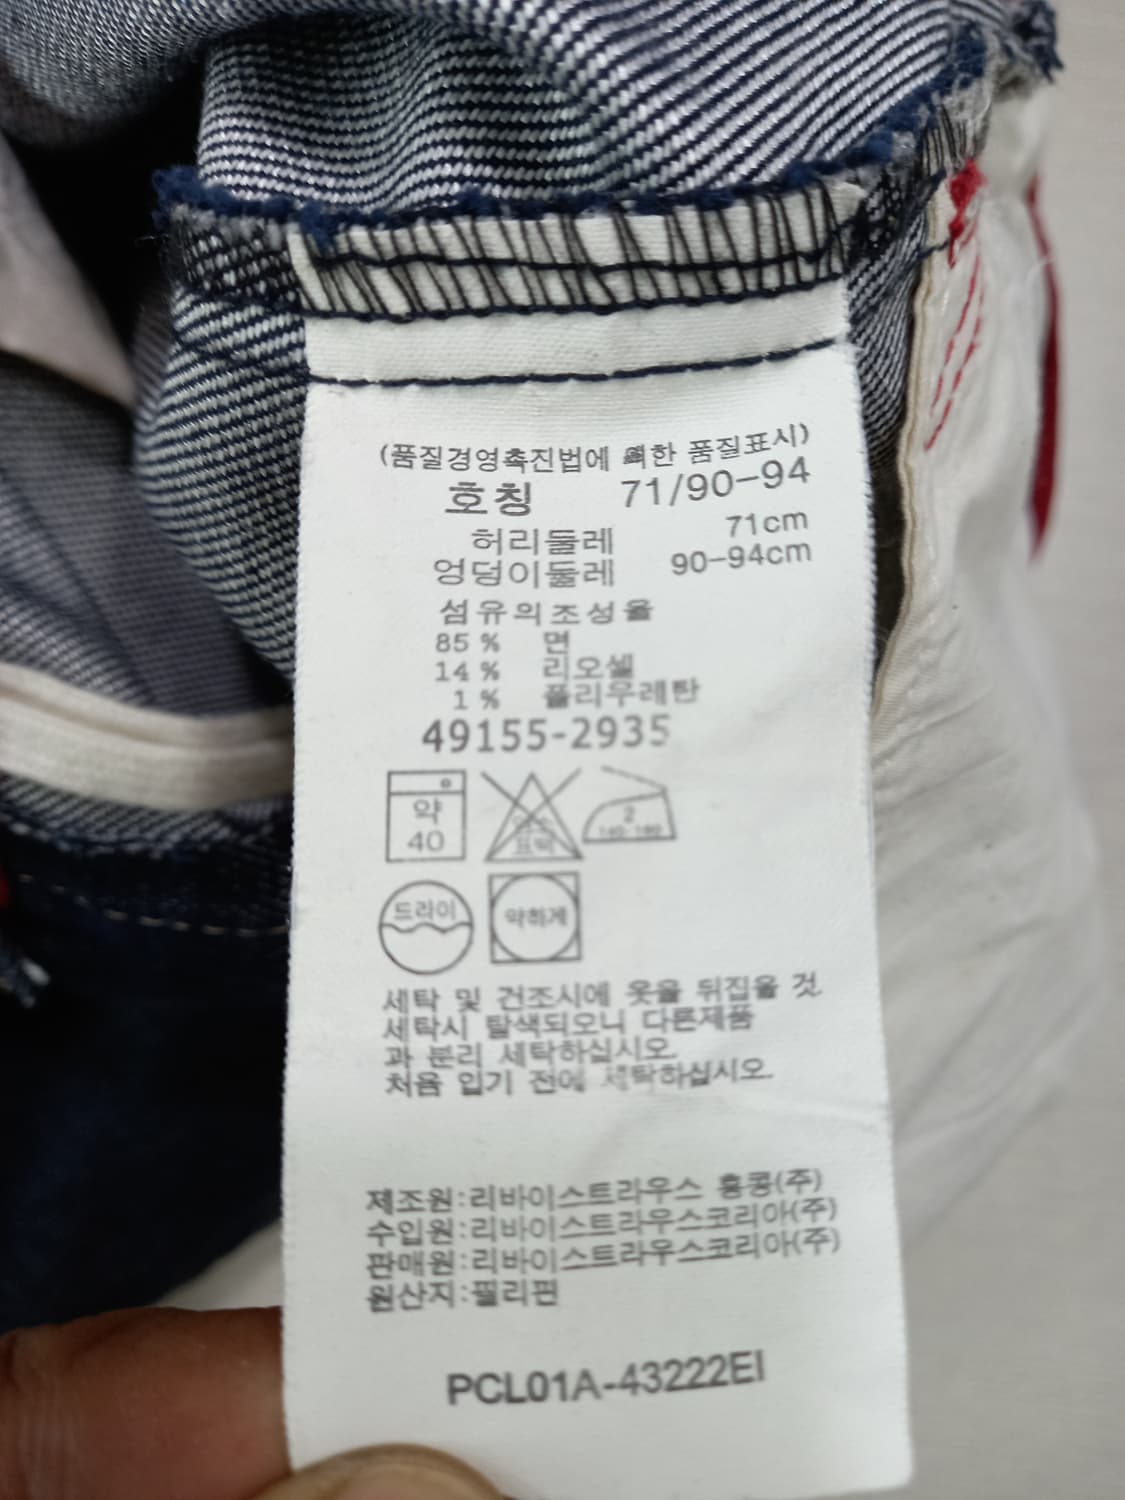 (품질경영촉진법에 의한 품질표시)
호칭 71/90-94
허리둘레 71cm
엉덩이둘레 90-94cm
섬유의조성율
85 % 면
14 % 리오셀
1 % 폴리우레탄
49155-2935
약
40
염소
표백
2
140-160
드라이
약하게
세탁 및 건조시에 옷을 뒤집을 것.
세탁시 탈색되오니 다른제품
과 분리 세탁하십시오.
처음 입기 전에 세탁하십시오.
제조원:리바이스트라우스 홍콩(주)
수입원:리바이스트라우스코리아(주)
판매원:리바이스트라우스코리아(주)
원산지:필리핀
PCL01A-43222EI